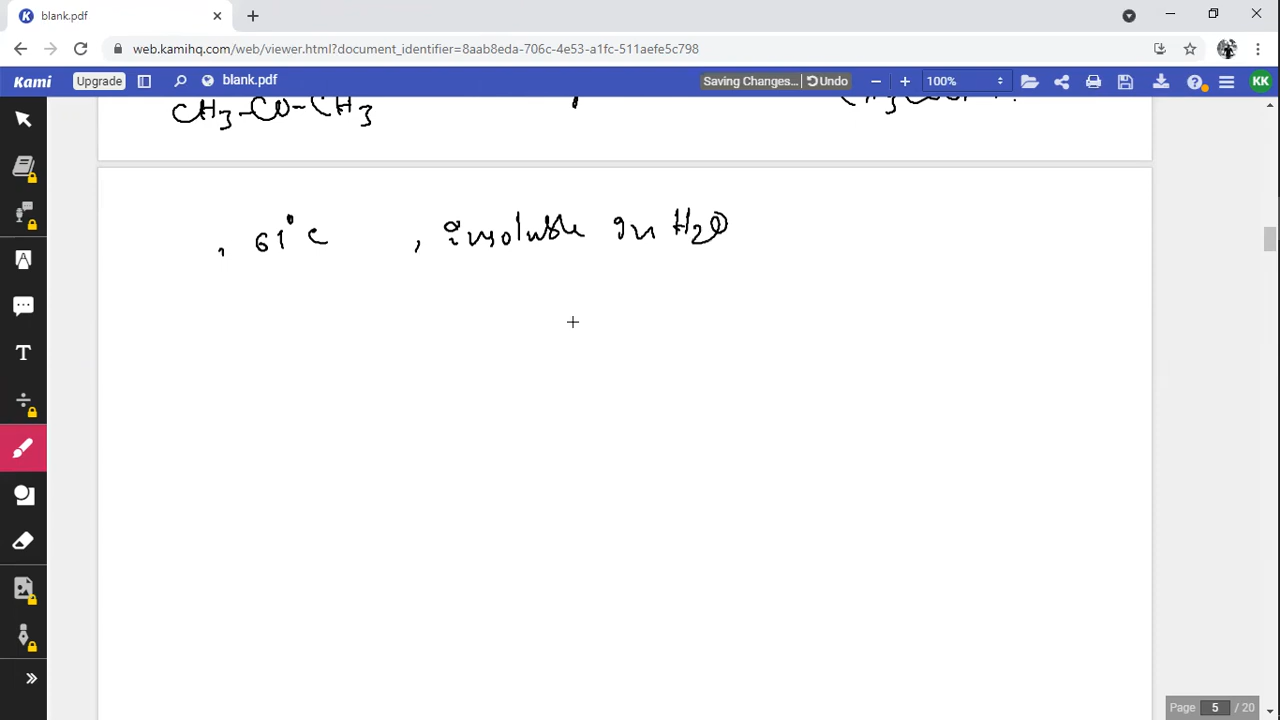 blank.pdf
web.kamihq.com/web/viewer.html?document_identifier=8aab8eda-706c-4e53-a1fc-511aefe5c798
Kami Upgrade blank.pdf Saving Changes... Undo 100% KK
CH3-CO-CH3
, 61°C , insoluble in H2O
Page 5 / 20